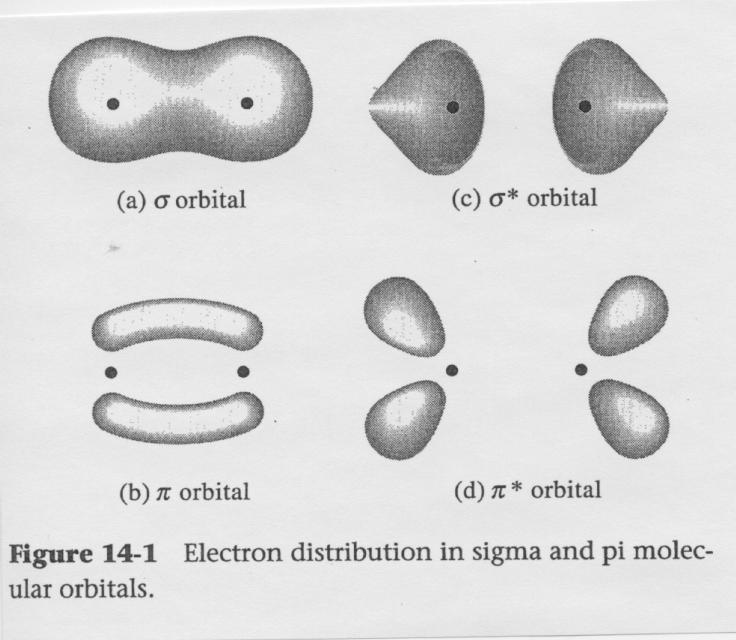 (a) σ orbital
(c) σ* orbital
(b) π orbital
(d) π* orbital
Figure 14-1 Electron distribution in sigma and pi molec-
ular orbitals.